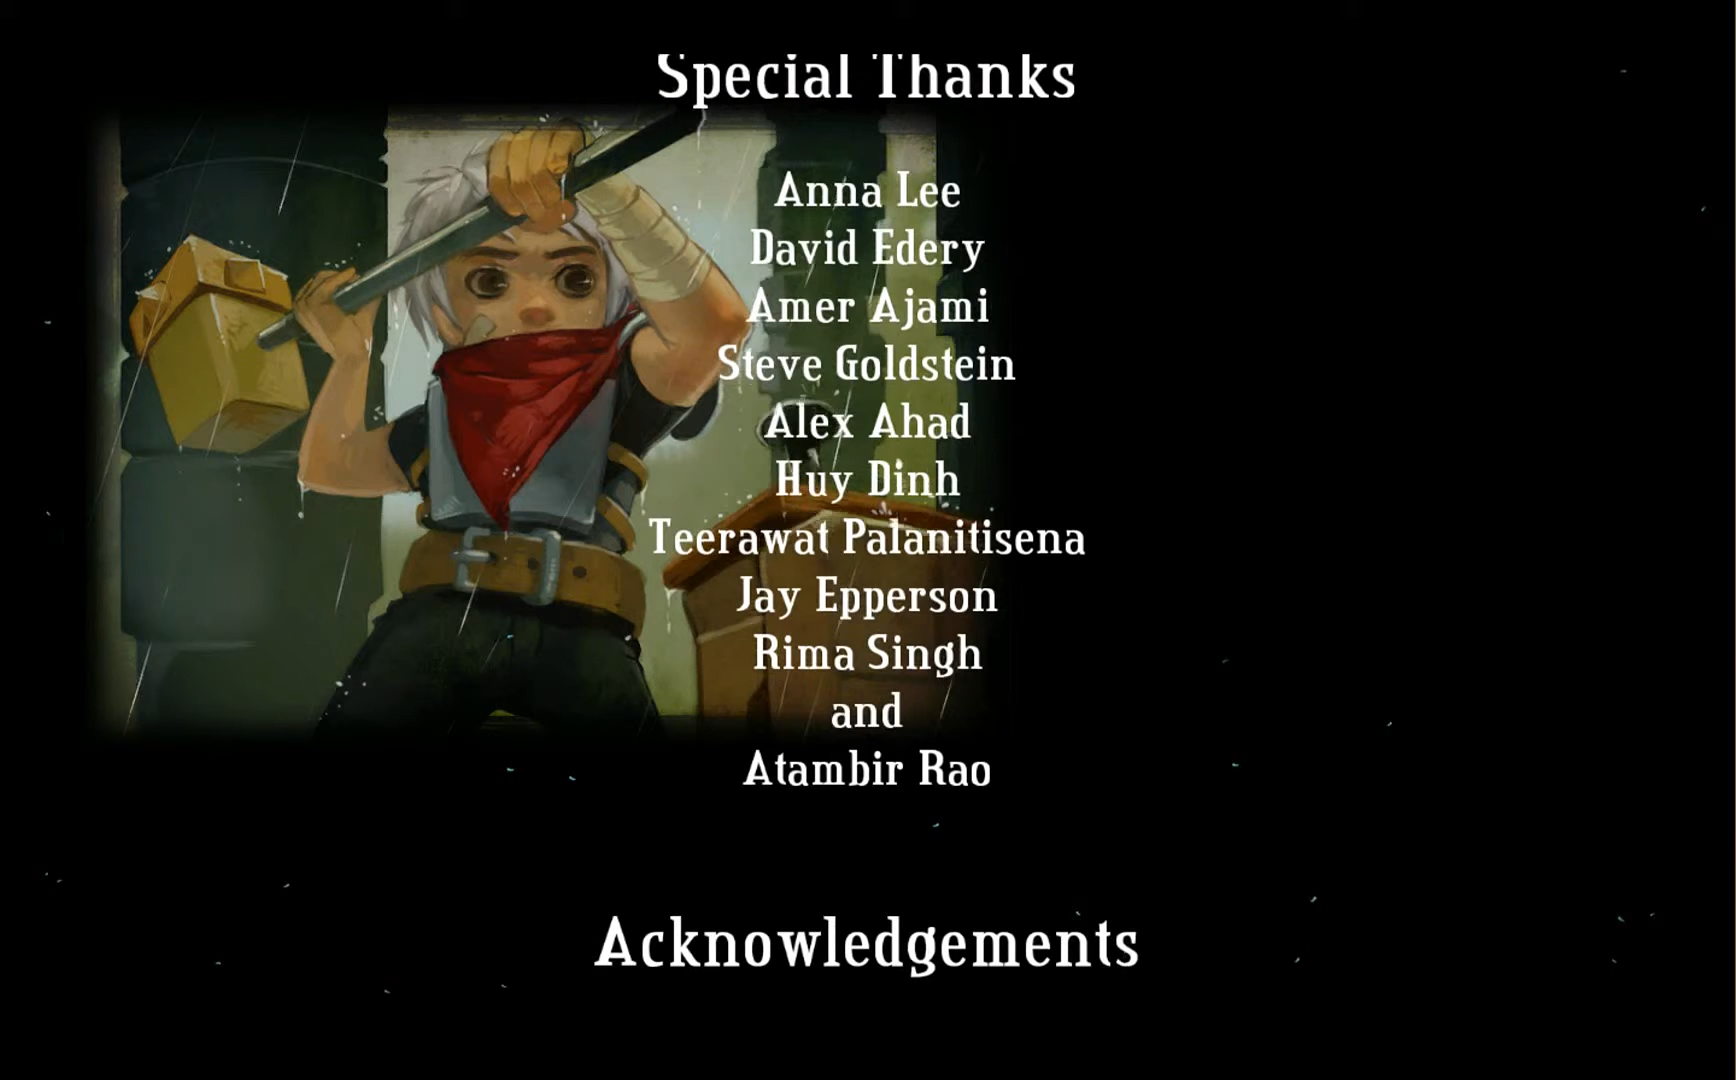 Special Thanks
Anna Lee
David Edery
Amer Ajami
Steve Goldstein
Alex Ahad
Huy Dinh
Teerawat Palanitisena
Jay Epperson
Rima Singh
and
Atambir Rao
Acknowledgements